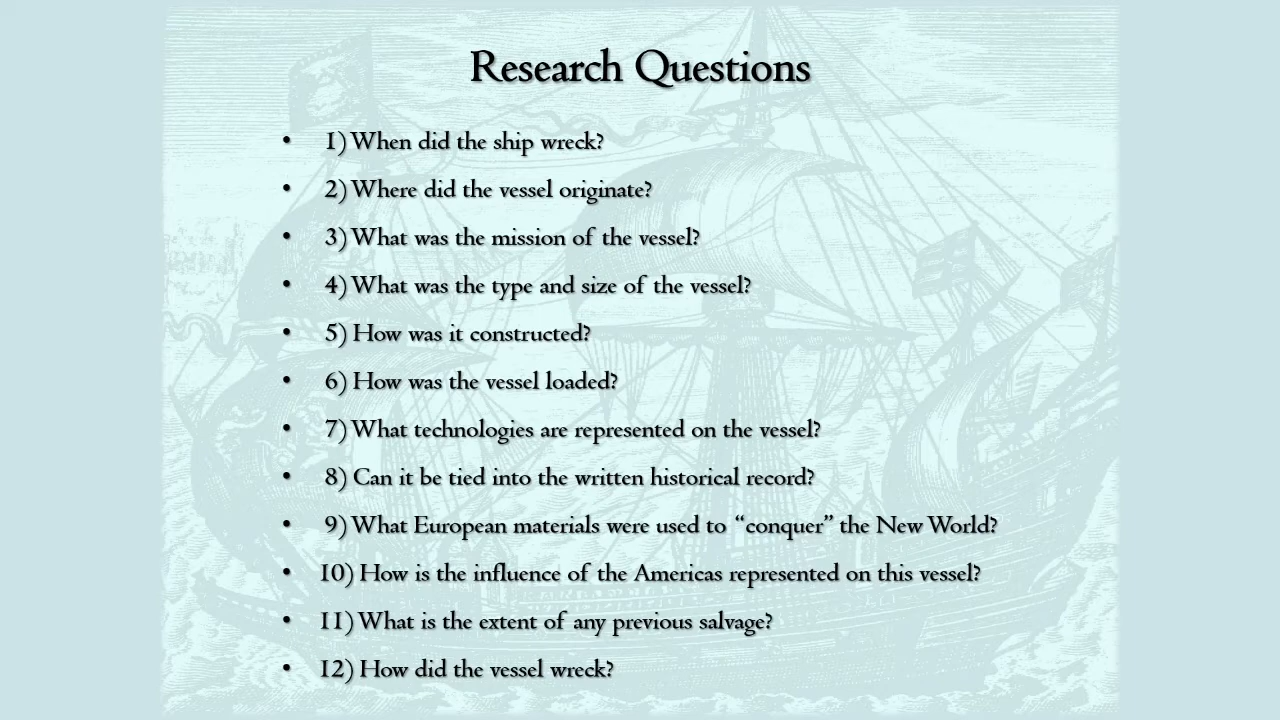 Research Questions
• 1) When did the ship wreck?
• 2) Where did the vessel originate?
• 3) What was the mission of the vessel?
• 4) What was the type and size of the vessel?
• 5) How was it constructed?
• 6) How was the vessel loaded?
• 7) What technologies are represented on the vessel?
• 8) Can it be tied into the written historical record?
• 9) What European materials were used to “conquer” the New World?
• 10) How is the influence of the Americas represented on this vessel?
• 11) What is the extent of any previous salvage?
• 12) How did the vessel wreck?